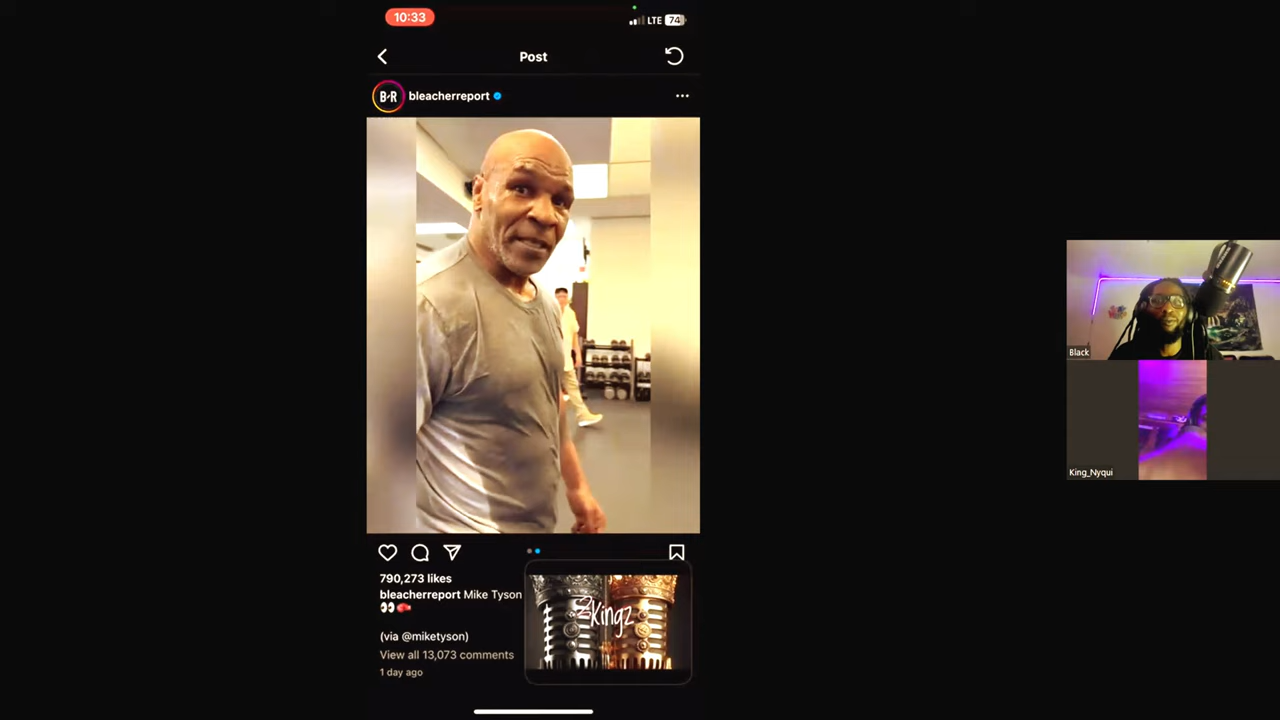 10:33
LTE 74
Post
B/R bleacherreport
790,273 likes
bleacherreport Mike Tyson
2Kingz
(via @miketyson)
View all 13,073 comments
1 day ago
Black
King_Nyqui